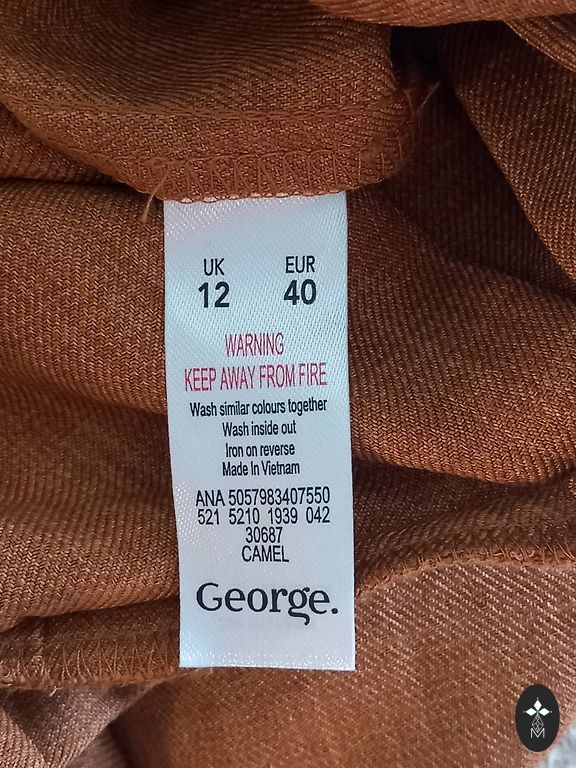 UK EUR
12 40
WARNING
KEEP AWAY FROM FIRE
Wash similar colours together
Wash inside out
Iron on reverse
Made In Vietnam
ANA 5057983407550
521 5210 1939 042
30687
CAMEL
George.
M